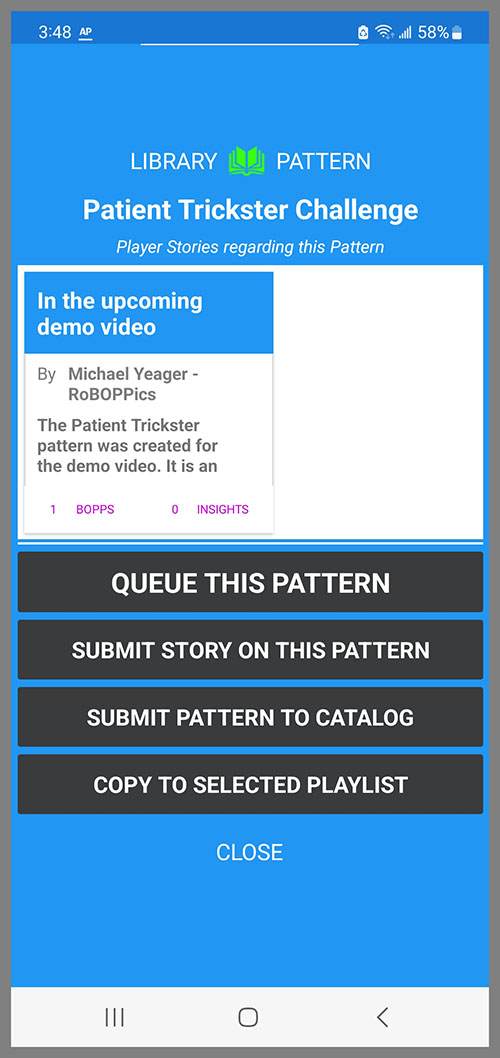 3:48 AP 58%
LIBRARY PATTERN
Patient Trickster Challenge
Player Stories regarding this Pattern
In the upcoming
demo video
By Michael Yeager -
RoBOPPics
The Patient Trickster
pattern was created for
the demo video. It is an
1 BOPPS 0 INSIGHTS
QUEUE THIS PATTERN
SUBMIT STORY ON THIS PATTERN
SUBMIT PATTERN TO CATALOG
COPY TO SELECTED PLAYLIST
CLOSE